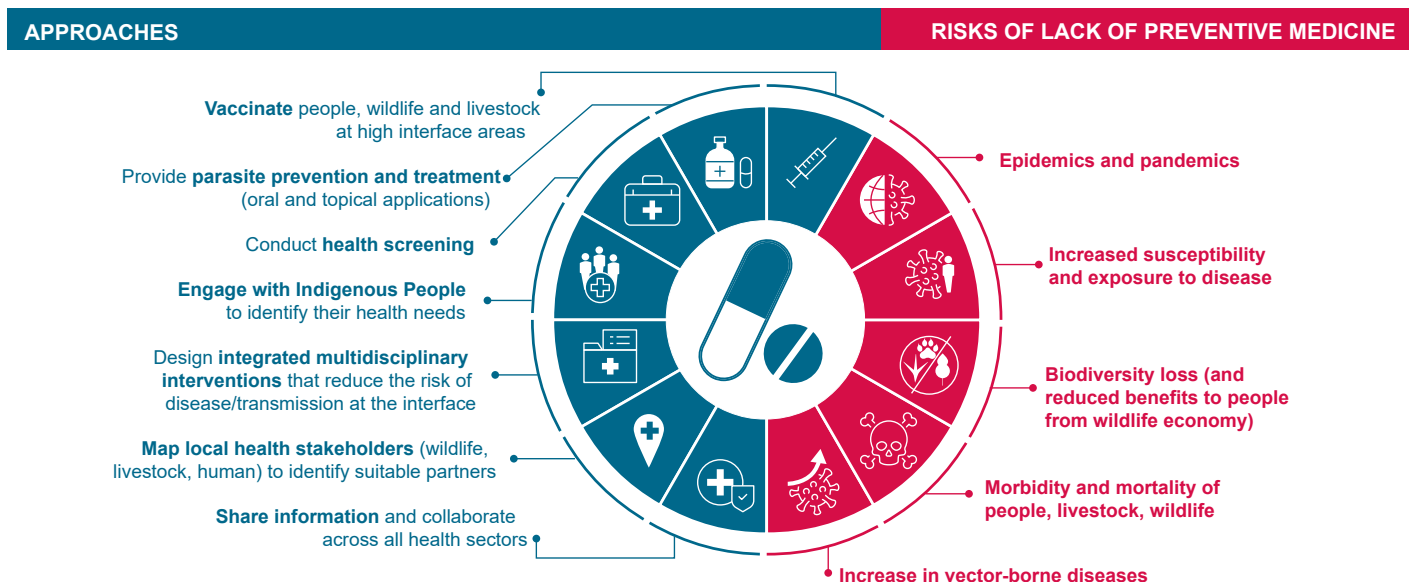 APPROACHES
RISKS OF LACK OF PREVENTIVE MEDICINE
Vaccinate people, wildlife and livestock
at high interface areas
Provide parasite prevention and treatment
(oral and topical applications)
Conduct health screening
Engage with Indigenous People
to identify their health needs
Design integrated multidisciplinary
interventions that reduce the risk of
disease/transmission at the interface
Map local health stakeholders (wildlife,
livestock, human) to identify suitable partners
Share information and collaborate
across all health sectors
Epidemics and pandemics
Increased susceptibility
and exposure to disease
Biodiversity loss (and
reduced benefits to people
from wildlife economy)
Morbidity and mortality of
people, livestock, wildlife
Increase in vector-borne diseases